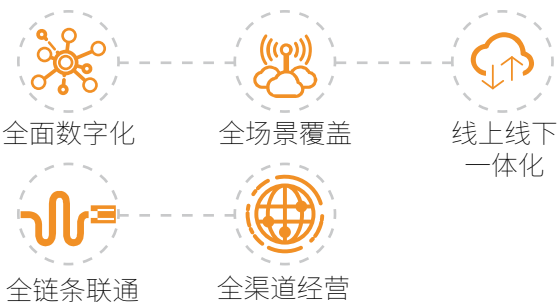 全面数字化
全场景覆盖
线上线下
一体化
全链条联通
全渠道经营